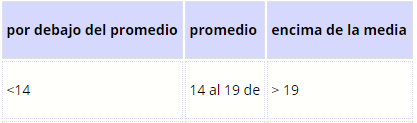 por debajo del promedio promedio encima de la media
<14 14 al 19 de > 19